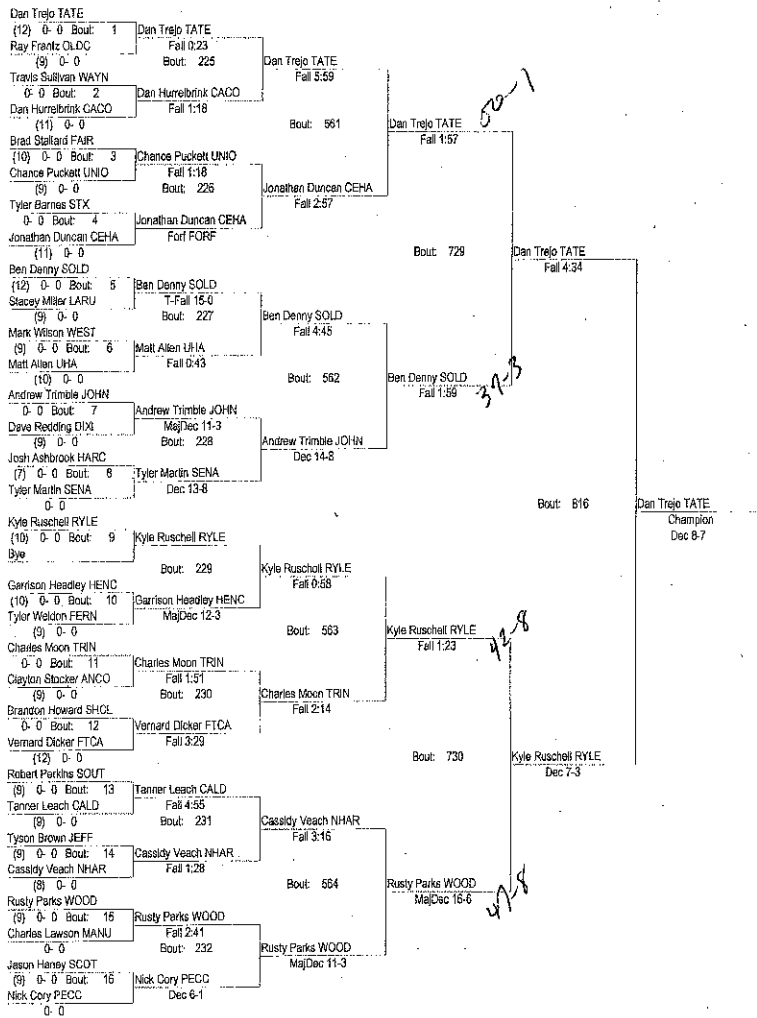 Dan Trejo TATE
(12) 0- 0 Bout: 1 Dan Trejo TATE
Ray Frantz OLDC Fall 0:23
(9) 0- 0 Bout: 225 Dan Trejo TATE
Travis Sullivan WAYN Fall 5:59
0- 0 Bout: 2 Dan Hurrelbrink CACO
Dan Hurrelbrink CACO Fall 1:18
(11) 0- 0 Bout: 561 Dan Trejo TATE 50-1
Brad Stallard FAIR Fall 1:57
(10) 0- 0 Bout: 3 Chance Puckett UNIO
Chance Puckett UNIO Fall 1:18
(9) 0- 0 Bout: 226 Jonathan Duncan CEHA
Tyler Barnes STX Fall 2:57
0- 0 Bout: 4 Jonathan Duncan CEHA
Jonathan Duncan CEHA Forf FORF
(11) 0- 0 Bout: 729 Dan Trejo TATE
Ben Denny SOLD Fall 4:34
(12) 0- 0 Bout: 5 Ben Denny SOLD
Stacey Miller LARU T-Fall 15-0
(9) 0- 0 Bout: 227 Ben Denny SOLD
Mark Wilson WEST Fall 4:45
(9) 0- 0 Bout: 6 Matt Allen UHA
Matt Allen UHA Fall 0:43
(10) 0- 0 Bout: 562 Ben Denny SOLD 37-3
Andrew Trimble JOHN Fall 1:59
0- 0 Bout: 7 Andrew Trimble JOHN
Dave Redding DIXI MajDec 11-3
(9) 0- 0 Bout: 228 Andrew Trimble JOHN
Josh Ashbrook HARC Dec 14-8
(7) 0- 0 Bout: 8 Tyler Martin SENA
Tyler Martin SENA Dec 13-8
0- 0 Bout: 816 Dan Trejo TATE
Kyle Ruschell RYLE Champion
(10) 0- 0 Bout: 9 Kyle Ruschell RYLE Dec 8-7
Bye
Bout: 229 Kyle Ruschell RYLE
Garrison Headley HENC Fall 0:58
(10) 0- 0 Bout: 10 Garrison Headley HENC
Tyler Weldon FERN MajDec 12-3
(9) 0- 0 Bout: 563 Kyle Ruschell RYLE 42-8
Charles Moon TRIN Fall 1:23
0- 0 Bout: 11 Charles Moon TRIN
Clayton Stocker ANCO Fall 1:51
(9) 0- 0 Bout: 230 Charles Moon TRIN
Brandon Howard SHCL Fall 2:14
0- 0 Bout: 12 Vernard Dicker FTCA
Vernard Dicker FTCA Fall 3:29
(12) 0- 0 Bout: 730 Kyle Ruschell RYLE
Robert Perkins SOUT Dec 7-3
(9) 0- 0 Bout: 13 Tanner Leach CALD
Tanner Leach CALD Fall 4:55
(9) 0- 0 Bout: 231 Cassidy Veach NHAR
Tyson Brown JEFF Fall 3:16
(9) 0- 0 Bout: 14 Cassidy Veach NHAR
Cassidy Veach NHAR Fall 1:28
(8) 0- 0 Bout: 564 Rusty Parks WOOD 47-8
Rusty Parks WOOD MajDec 16-6
(9) 0- 0 Bout: 15 Rusty Parks WOOD
Charles Lawson MANU Fall 2:41
0- 0 Bout: 232 Rusty Parks WOOD
Jason Haney SCOT MajDec 11-3
(9) 0- 0 Bout: 16 Nick Cory PECC
Nick Cory PECC Dec 6-1
0- 0